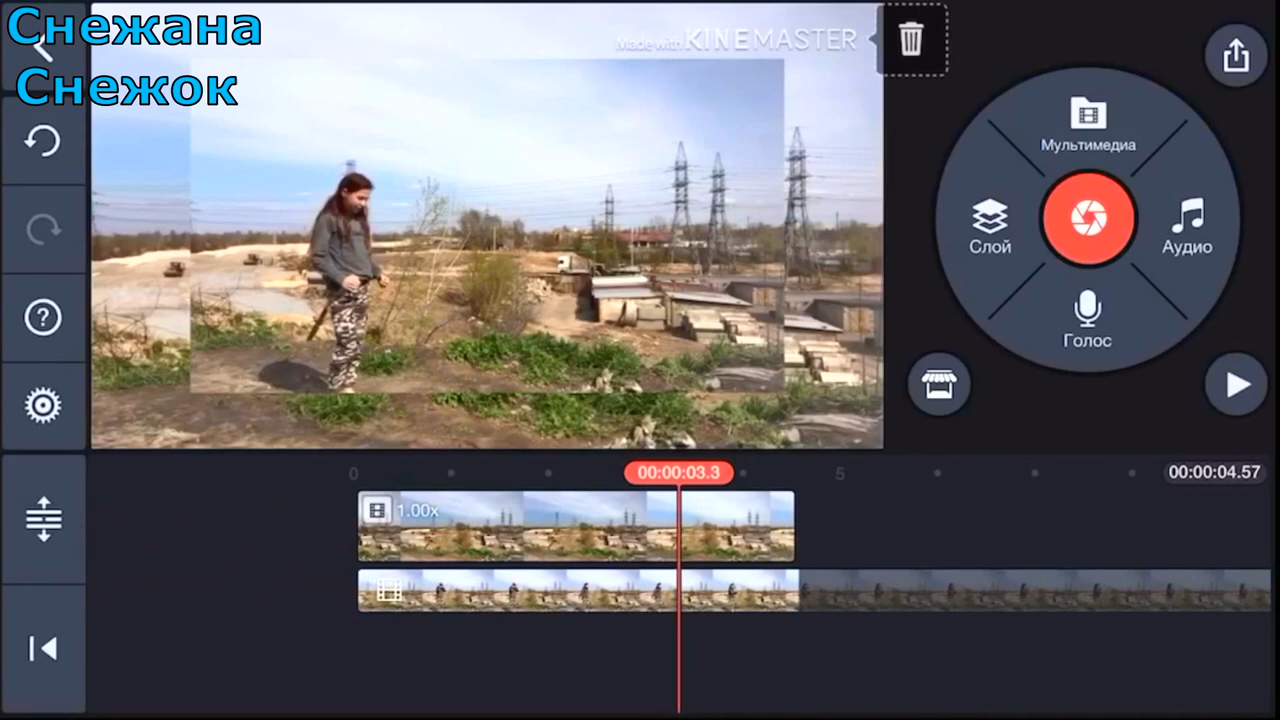 Снежана
Снежок
Made with KINEMASTER
Мультимедиа
Слой
Аудио
Голос
0
00:00:03.3
5
00:00:04.57
1.00x